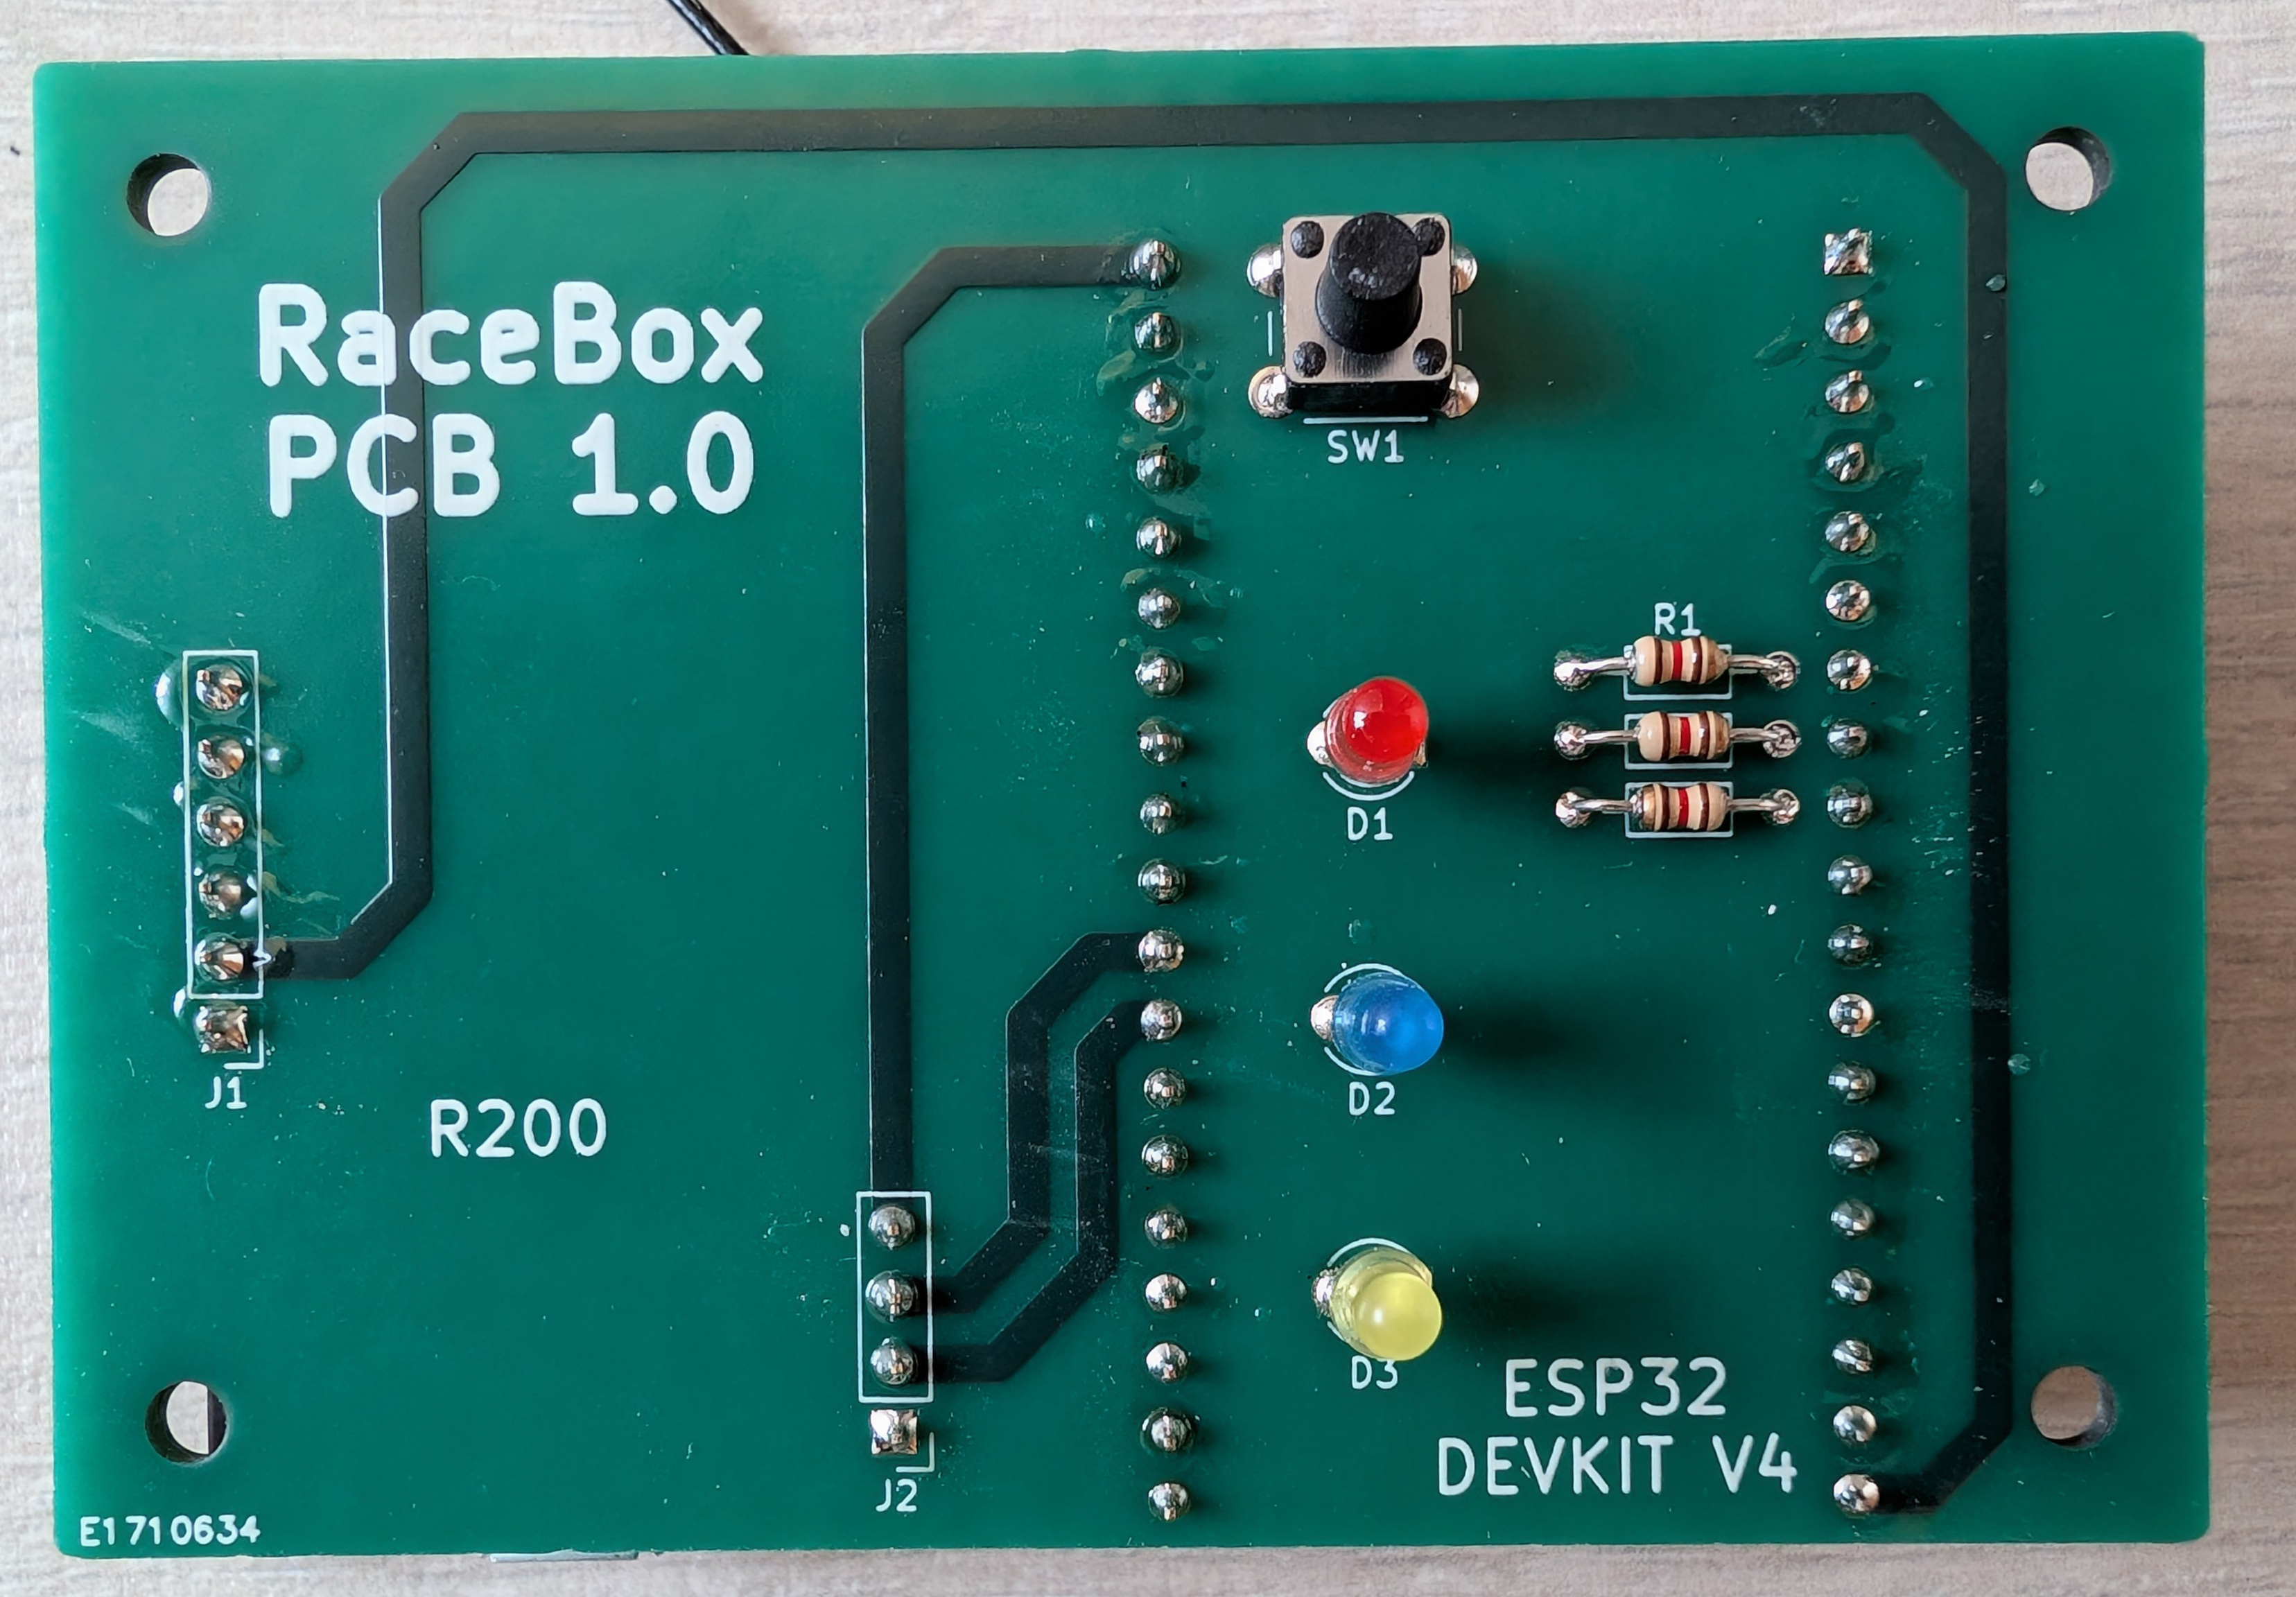 RaceBox
PCB 1.0
SW1
R1
D1
J1
R200
D2
D3
ESP32
DEVKIT V4
J2
E1710634